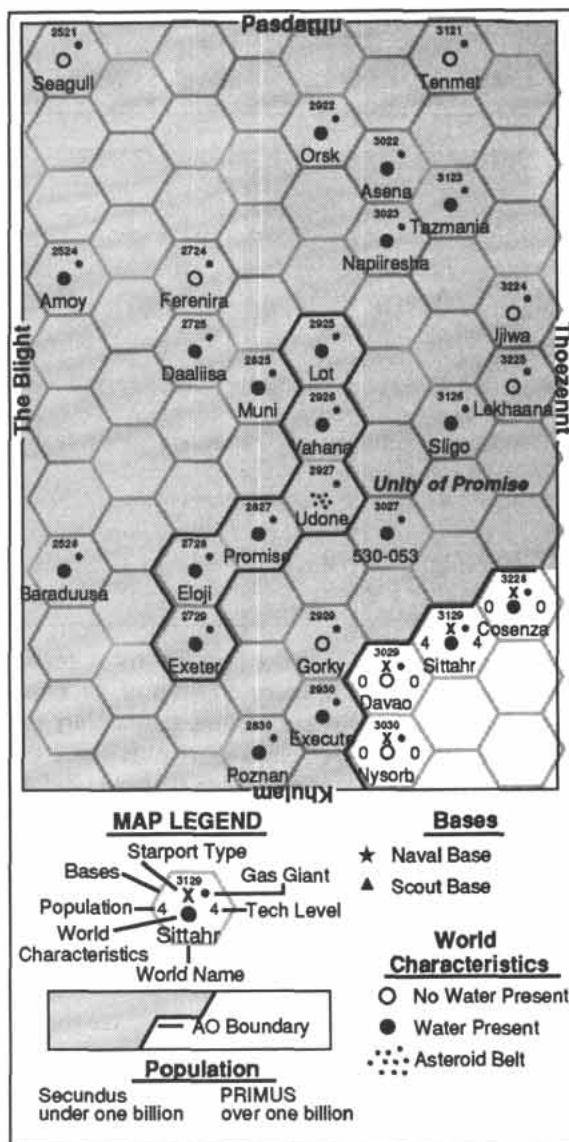 Pasdaruu
2521
3121
Seagull
Tenmet
2922
Orsk
3022
Asena
3123
Tazmania
3023
Napiiresha
2524
2724
Amoy
Ferenira
3224
Ijiwa
2725
2925
Daaliisa
2825
Lot
3225
Muni
Lekhaana
2926
3126
Vahana
Sligo
2927
Unity of Promise
Udone
2827
3027
Promise
530-053
2528
2728
3228
X
Baraduusa
Eloji
0 0
Cosenza
2729
2929
3129
X
4 4
Exeter
Gorky
Sittahr
3029
X
0 0
Davao
2930
Execute
2830
3030
X
0 0
Poznan
Nysorb
The Blight
Thoezennt
Khulam
MAP LEGEND
Starport Type
Bases
3129
Gas Giant
X
Population
4 4
Tech Level
World
Characteristics
Sittahr
World Name
AO Boundary
Population
Secundus
under one billion
PRIMUS
over one billion
Bases
Naval Base
Scout Base
World
Characteristics
No Water Present
Water Present
Asteroid Belt